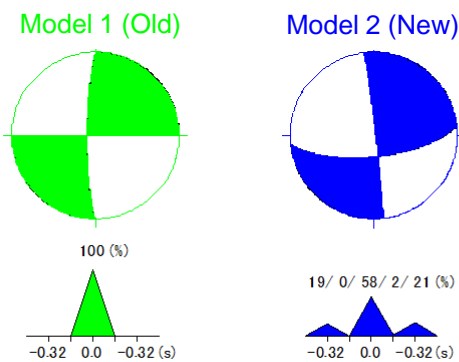 Model 1 (Old)
Model 2 (New)
100 (%)
19/ 0/ 58/ 2/ 21 (%)
-0.32 0.0 -0.32(s)
-0.32 0.0 -0.32(s)